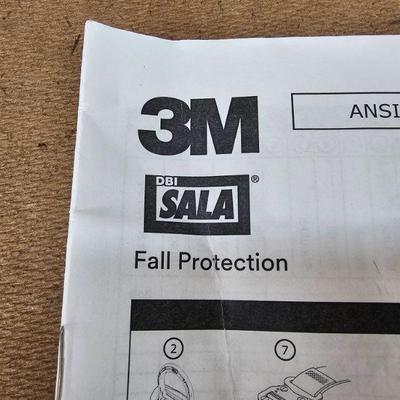 3M
ANSI
DBI
SALA®
Fall Protection
2 7